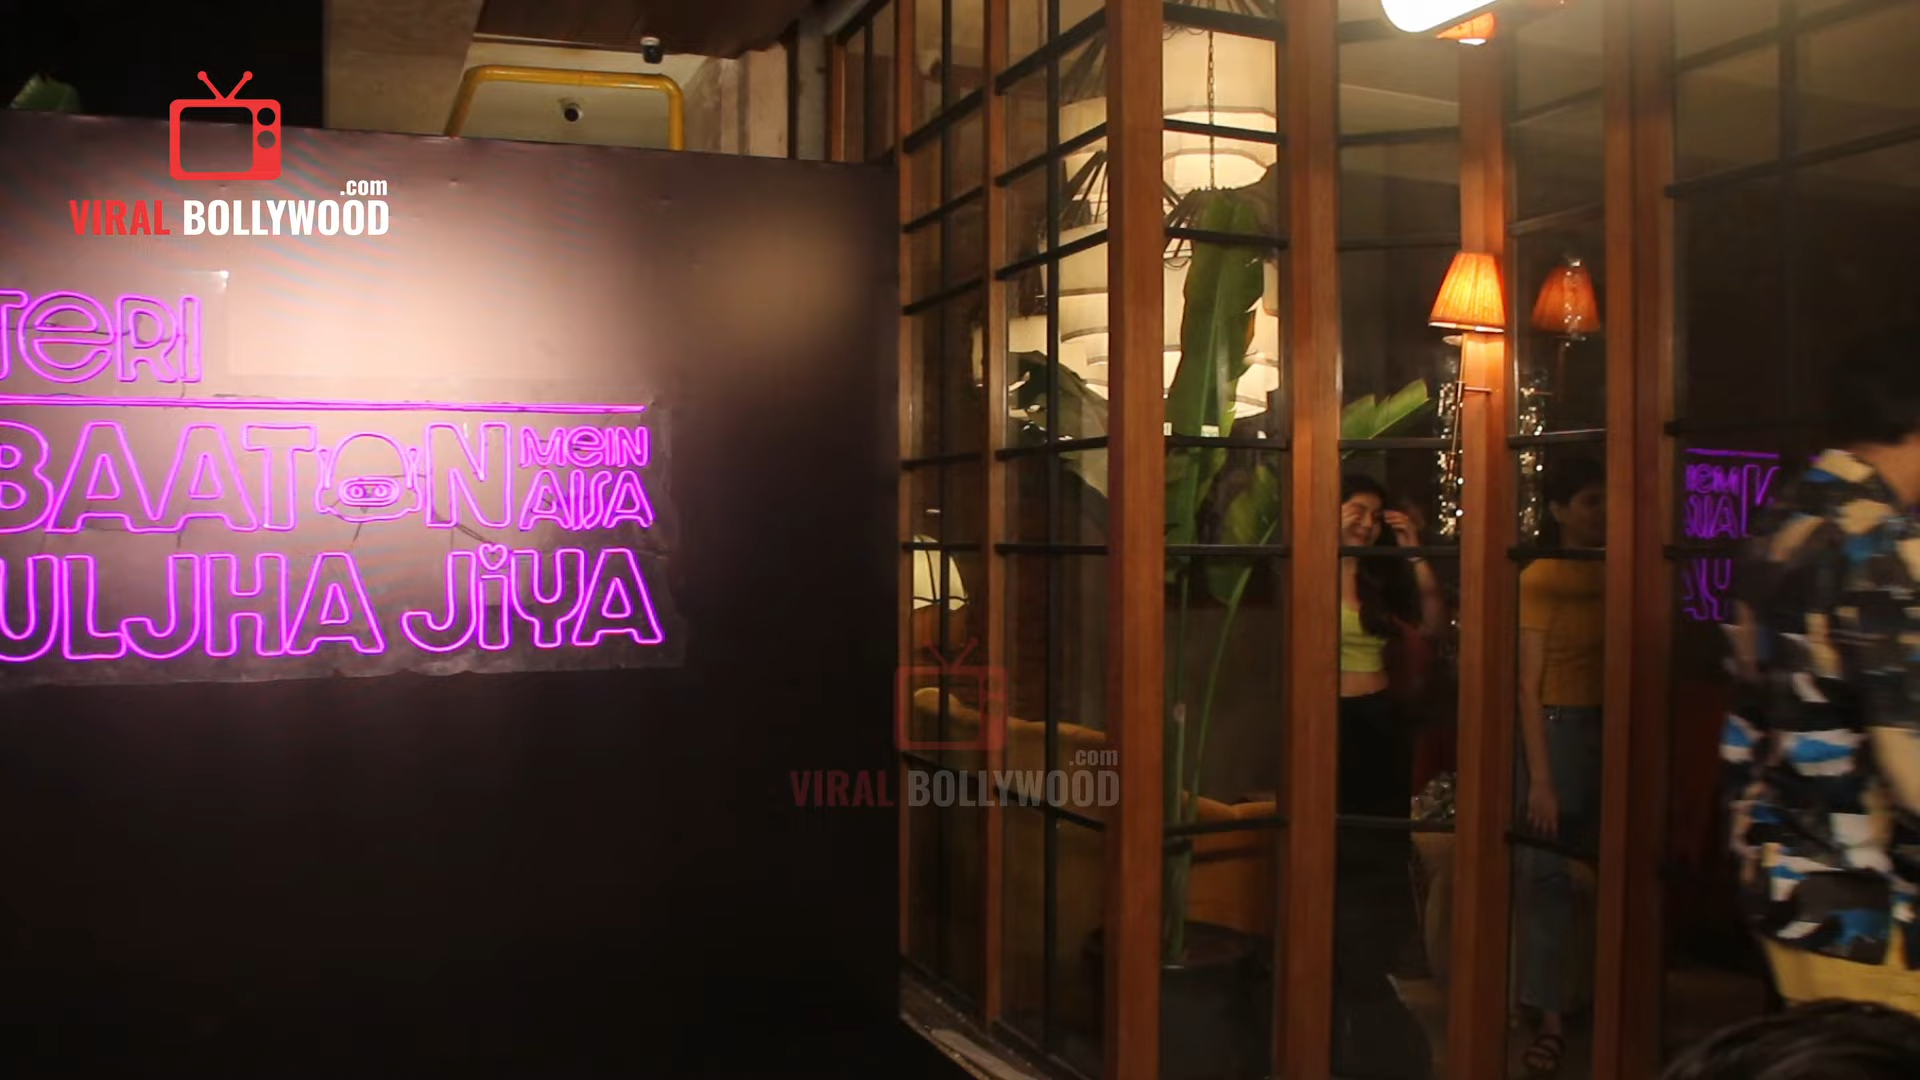 .com
VIRAL BOLLYWOOD
TERI
BAATON MEIN AISA
ULJHA JIYA
.com
VIRAL BOLLYWOOD